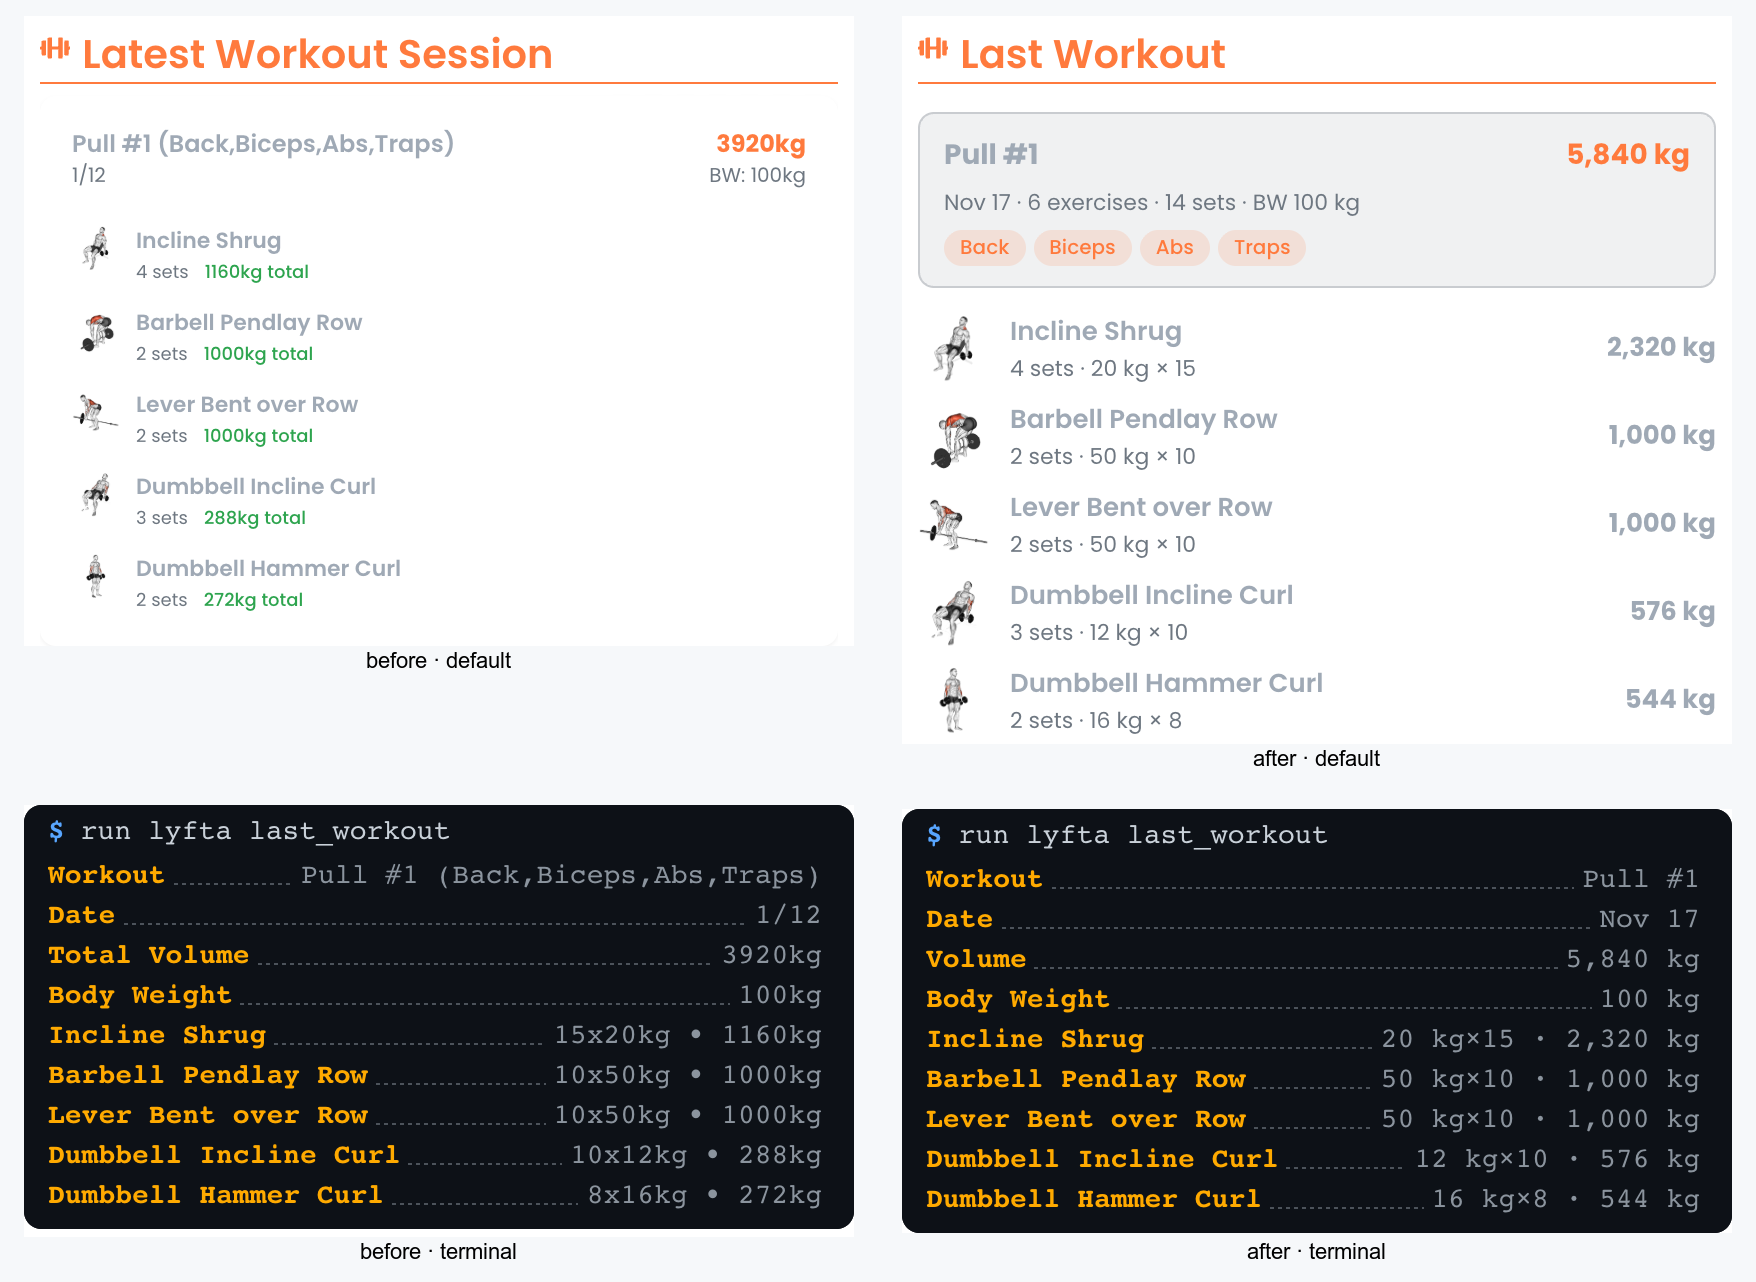 Latest Workout Session
Pull #1 (Back,Biceps,Abs,Traps) 3920kg
1/12 BW: 100kg
Incline Shrug
4 sets 1160kg total
Barbell Pendlay Row
2 sets 1000kg total
Lever Bent over Row
2 sets 1000kg total
Dumbbell Incline Curl
3 sets 288kg total
Dumbbell Hammer Curl
2 sets 272kg total
before · default
Last Workout
Pull #1 5,840 kg
Nov 17 · 6 exercises · 14 sets · BW 100 kg
Back Biceps Abs Traps
Incline Shrug
4 sets · 20 kg × 15
2,320 kg
Barbell Pendlay Row
2 sets · 50 kg × 10
1,000 kg
Lever Bent over Row
2 sets · 50 kg × 10
1,000 kg
Dumbbell Incline Curl
3 sets · 12 kg × 10
576 kg
Dumbbell Hammer Curl
2 sets · 16 kg × 8
544 kg
after · default
$ run lyfta last_workout
Workout Pull #1 (Back,Biceps,Abs,Traps)
Date 1/12
Total Volume 3920kg
Body Weight 100kg
Incline Shrug 15x20kg • 1160kg
Barbell Pendlay Row 10x50kg • 1000kg
Lever Bent over Row 10x50kg • 1000kg
Dumbbell Incline Curl 10x12kg • 288kg
Dumbbell Hammer Curl 8x16kg • 272kg
before · terminal
$ run lyfta last_workout
Workout Pull #1
Date Nov 17
Volume 5,840 kg
Body Weight 100 kg
Incline Shrug 20 kg×15 · 2,320 kg
Barbell Pendlay Row 50 kg×10 · 1,000 kg
Lever Bent over Row 50 kg×10 · 1,000 kg
Dumbbell Incline Curl 12 kg×10 · 576 kg
Dumbbell Hammer Curl 16 kg×8 · 544 kg
after · terminal